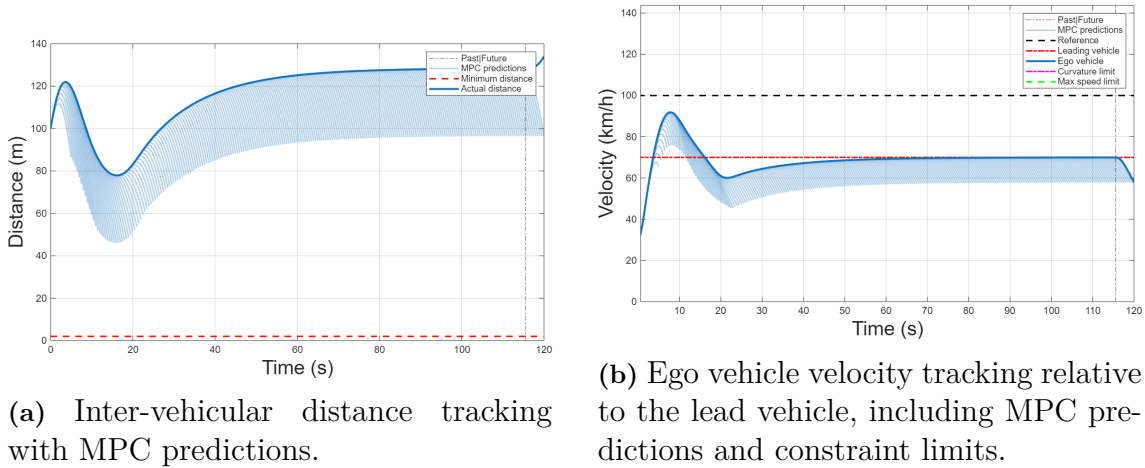 140
120
100
80
60
40
20
0
Distance (m)
0 20 40 60 80 100 120
Time (s)
Past|Future
MPC predictions
Minimum distance
Actual distance
(a) Inter-vehicular distance tracking
with MPC predictions.
140
120
100
80
60
40
20
0
Velocity (km/h)
10 20 30 40 50 60 70 80 90 100 110 120
Time (s)
Past|Future
MPC predictions
Reference
Leading vehicle
Ego vehicle
Curvature limit
Max speed limit
(b) Ego vehicle velocity tracking relative
to the lead vehicle, including MPC pre-
dictions and constraint limits.